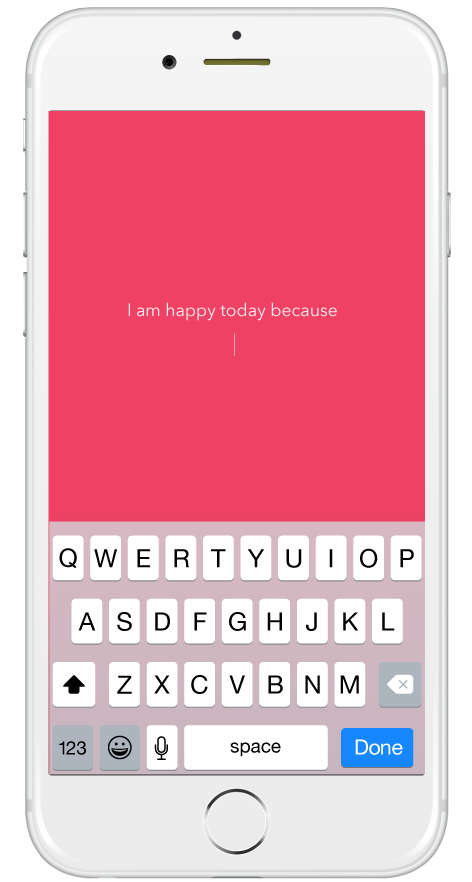 I am happy today because
Q W E R T Y U I O P
A S D F G H J K L
Z X C V B N M
123 space Done